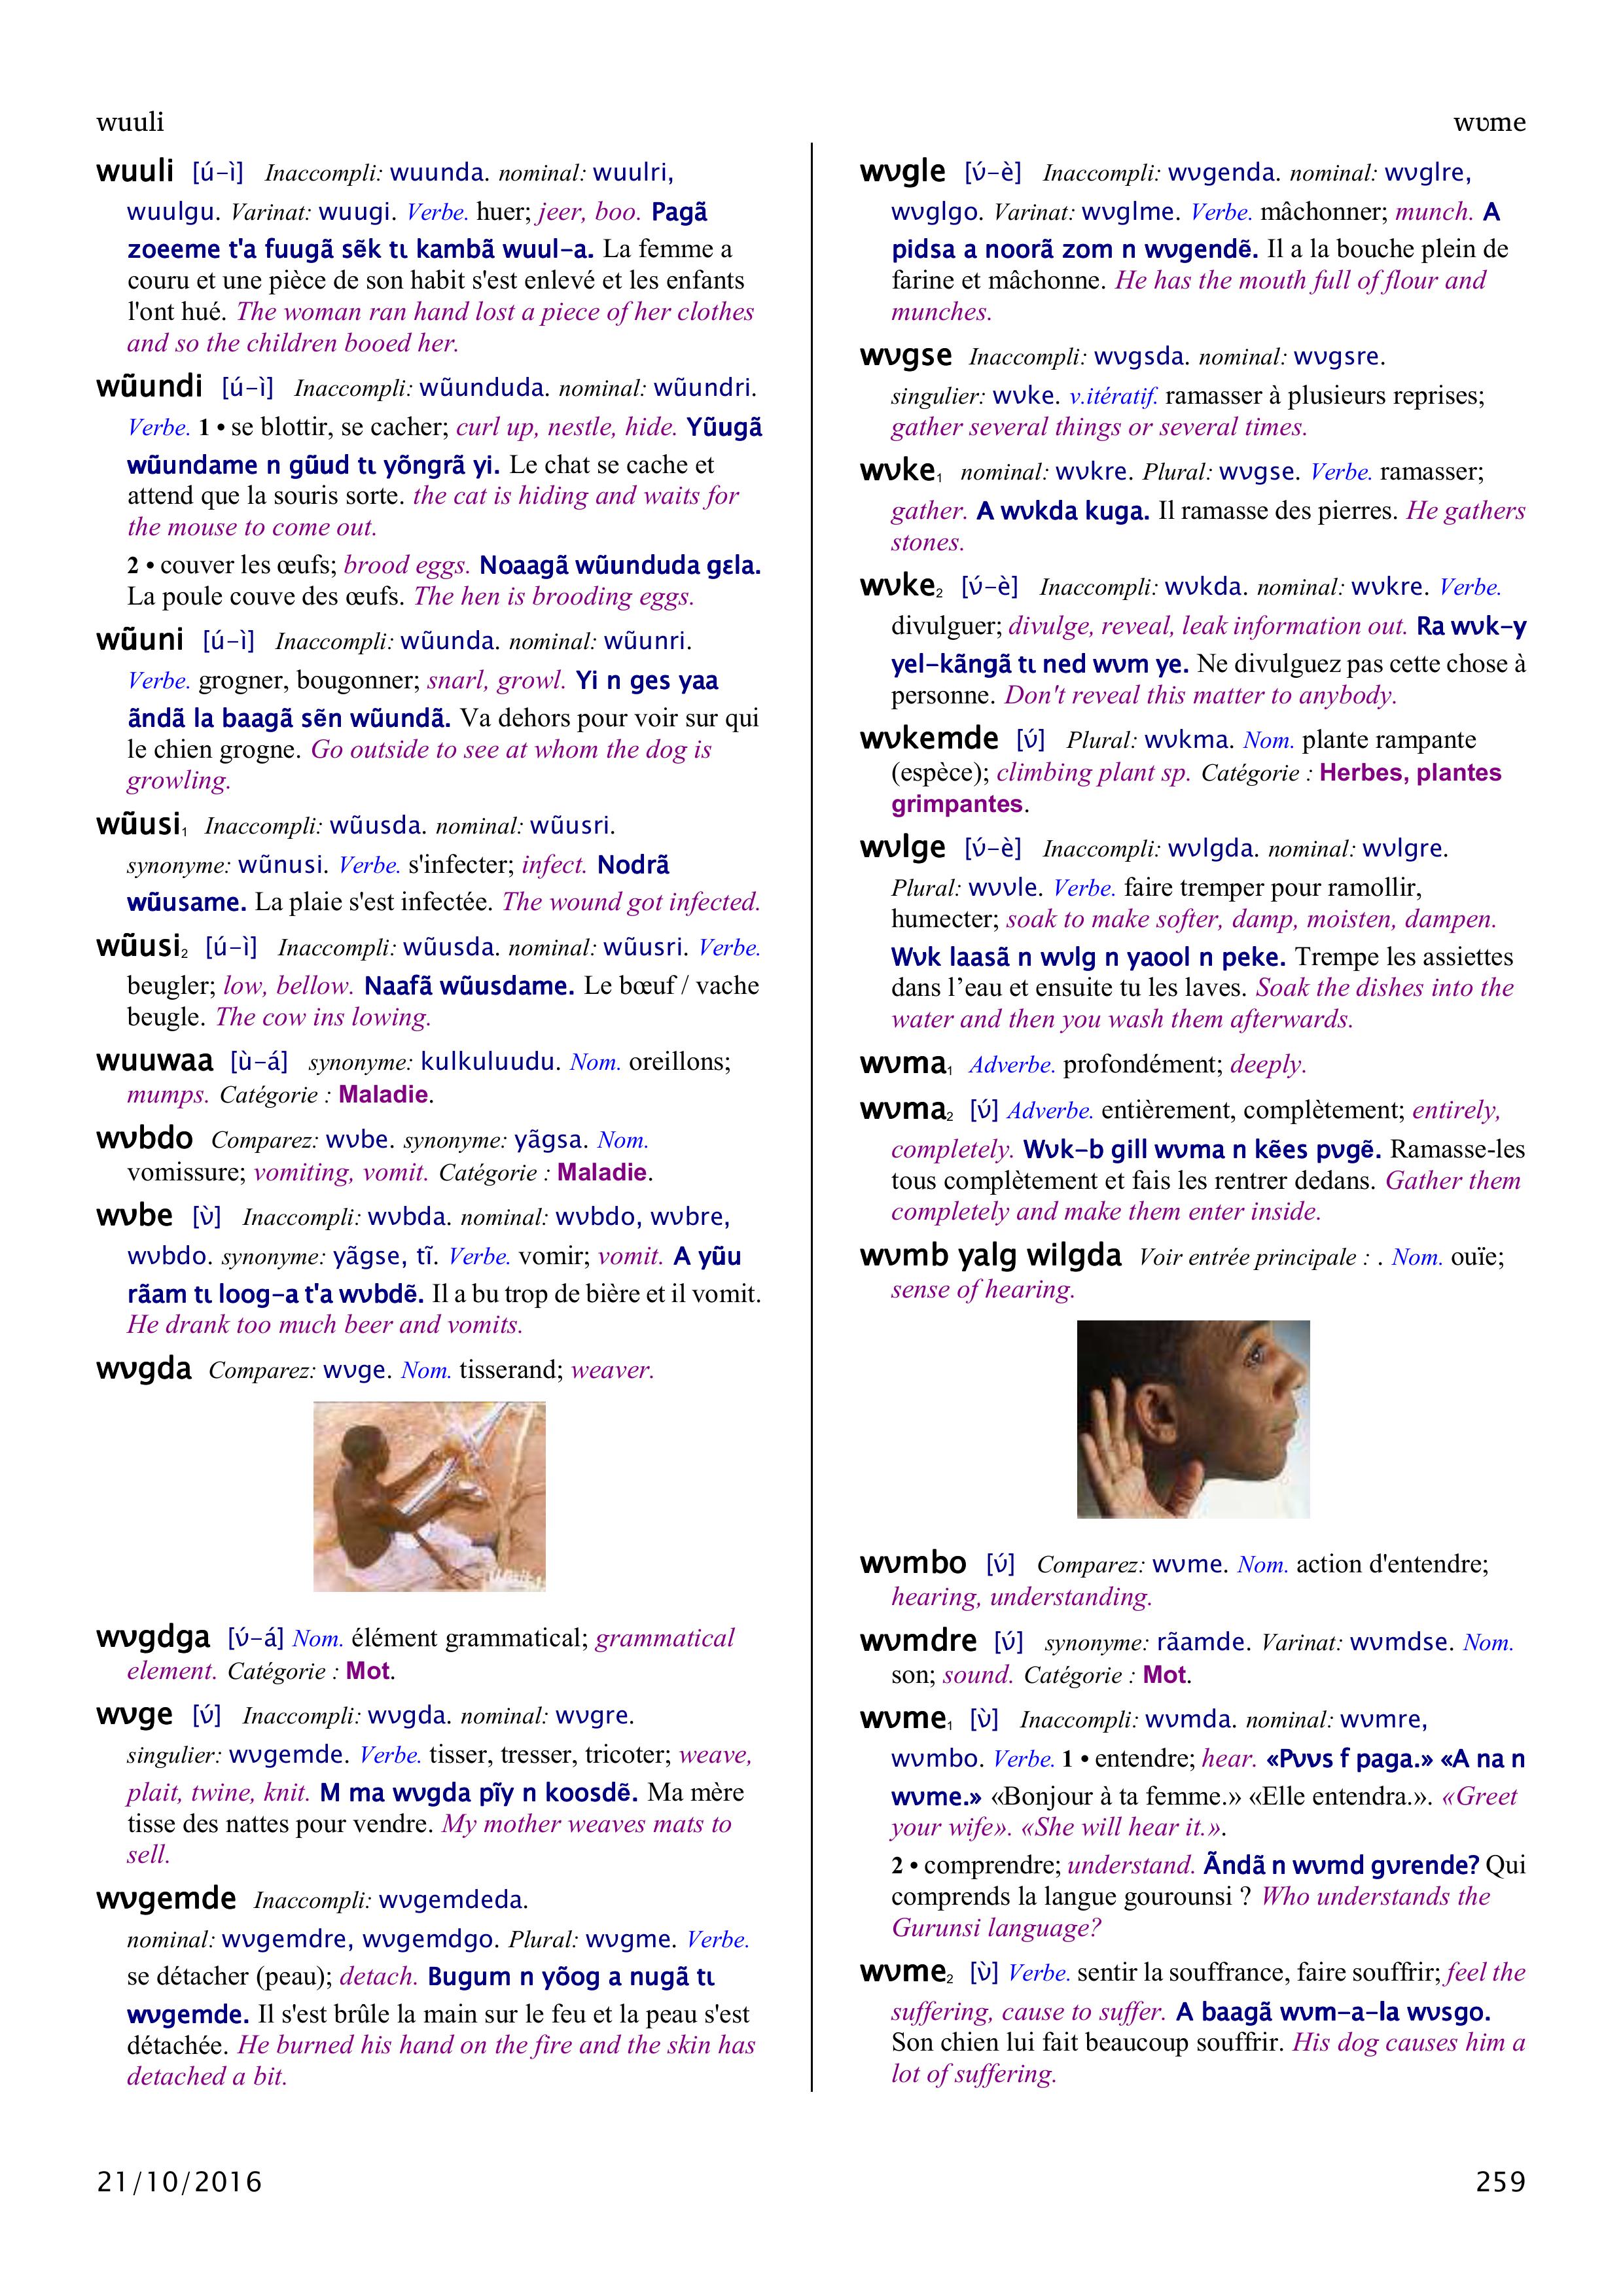 wuuli
wʋme
wuuli [ú-ì] Inaccompli: wuunda. nominal: wuulri,
wuulgu. Varinat: wuugi. Verbe. huer; jeer, boo. Pagã
zoeeme t'a fuugã sẽk tɩ kambã wuul-a. La femme a
couru et une pièce de son habit s'est enlevé et les enfants
l'ont hué. The woman ran hand lost a piece of her clothes
and so the children booed her.
wũundi [ú-ì] Inaccompli: wũunduda. nominal: wũundri.
Verbe. 1 • se blottir, se cacher; curl up, nestle, hide. Yũugã
wũundame n gũud tɩ yõngrã yi. Le chat se cache et
attend que la souris sorte. the cat is hiding and waits for
the mouse to come out.
2 • couver les œufs; brood eggs. Noaagã wũunduda gɛla.
La poule couve des œufs. The hen is brooding eggs.
wũuni [ú-ì] Inaccompli: wũunda. nominal: wũunri.
Verbe. grogner, bougonner; snarl, growl. Yi n ges yaa
ãndã la baagã sẽn wũundã. Va dehors pour voir sur qui
le chien grogne. Go outside to see at whom the dog is
growling.
wũusi₁ Inaccompli: wũusda. nominal: wũusri.
synonyme: wũnusi. Verbe. s'infecter; infect. Nodrã
wũusame. La plaie s'est infectée. The wound got infected.
wũusi₂ [ú-ì] Inaccompli: wũusda. nominal: wũusri. Verbe.
beugler; low, bellow. Naafã wũusdame. Le bœuf / vache
beugle. The cow ins lowing.
wuuwaa [ù-á] synonyme: kulkuluudu. Nom. oreillons;
mumps. Catégorie : Maladie.
wʋbdo Comparez: wʋbe. synonyme: yãgsa. Nom.
vomissure; vomiting, vomit. Catégorie : Maladie.
wʋbe [ʋ̀] Inaccompli: wʋbda. nominal: wʋbdo, wʋbre,
wʋbdo. synonyme: yãgse, tĩ. Verbe. vomir; vomit. A yũu
rãam tɩ loog-a t'a wʋbdẽ. Il a bu trop de bière et il vomit.
He drank too much beer and vomits.
wʋgda Comparez: wʋge. Nom. tisserand; weaver.
wʋgdga [ʋ́-á] Nom. élément grammatical; grammatical
element. Catégorie : Mot.
wʋge [ʋ́] Inaccompli: wʋgda. nominal: wʋgre.
singulier: wʋgemde. Verbe. tisser, tresser, tricoter; weave,
plait, twine, knit. M ma wʋgda pĩy n koosdẽ. Ma mère
tisse des nattes pour vendre. My mother weaves mats to
sell.
wʋgemde Inaccompli: wʋgemdeda.
nominal: wʋgemdre, wʋgemdgo. Plural: wʋgme. Verbe.
se détacher (peau); detach. Bugum n yõog a nugã tɩ
wʋgemde. Il s'est brûle la main sur le feu et la peau s'est
détachée. He burned his hand on the fire and the skin has
detached a bit.
wʋgle [ʋ́-è] Inaccompli: wʋgenda. nominal: wʋglre,
wʋglgo. Varinat: wʋglme. Verbe. mâchonner; munch. A
pidsa a noorã zom n wʋgendẽ. Il a la bouche plein de
farine et mâchonne. He has the mouth full of flour and
munches.
wʋgse Inaccompli: wʋgsda. nominal: wʋgsre.
singulier: wʋke. v.itératif. ramasser à plusieurs reprises;
gather several things or several times.
wʋke₁ nominal: wʋkre. Plural: wʋgse. Verbe. ramasser;
gather. A wʋkda kuga. Il ramasse des pierres. He gathers
stones.
wʋke₂ [ʋ́-è] Inaccompli: wʋkda. nominal: wʋkre. Verbe.
divulguer; divulge, reveal, leak information out. Ra wʋk-y
yel-kãngã tɩ ned wʋm ye. Ne divulguez pas cette chose à
personne. Don't reveal this matter to anybody.
wʋkemde [ʋ́] Plural: wʋkma. Nom. plante rampante
(espèce); climbing plant sp. Catégorie : Herbes, plantes
grimpantes.
wʋlge [ʋ́-è] Inaccompli: wʋlgda. nominal: wʋlgre.
Plural: wʋʋle. Verbe. faire tremper pour ramollir,
humecter; soak to make softer, damp, moisten, dampen.
Wʋk laasã n wʋlg n yaool n peke. Trempe les assiettes
dans l’eau et ensuite tu les laves. Soak the dishes into the
water and then you wash them afterwards.
wʋma₁ Adverbe. profondément; deeply.
wʋma₂ [ʋ́] Adverbe. entièrement, complètement; entirely,
completely. Wʋk-b gill wʋma n kẽes pʋgẽ. Ramasse-les
tous complètement et fais les rentrer dedans. Gather them
completely and make them enter inside.
wʋmb yalg wilgda Voir entrée principale : . Nom. ouïe;
sense of hearing.
wʋmbo [ʋ́] Comparez: wʋme. Nom. action d'entendre;
hearing, understanding.
wʋmdre [ʋ́] synonyme: rãamde. Varinat: wʋmdse. Nom.
son; sound. Catégorie : Mot.
wʋme₁ [ʋ̀] Inaccompli: wʋmda. nominal: wʋmre,
wʋmbo. Verbe. 1 • entendre; hear. «Pʋʋs f paga.» «A na n
wʋme.» «Bonjour à ta femme.» «Elle entendra.». «Greet
your wife». «She will hear it.».
2 • comprendre; understand. Ãndã n wʋmd gʋrende? Qui
comprends la langue gourounsi ? Who understands the
Gurunsi language?
wʋme₂ [ʋ̀] Verbe. sentir la souffrance, faire souffrir; feel the
suffering, cause to suffer. A baagã wʋm-a-la wʋsgo.
Son chien lui fait beaucoup souffrir. His dog causes him a
lot of suffering.
21/10/2016
259